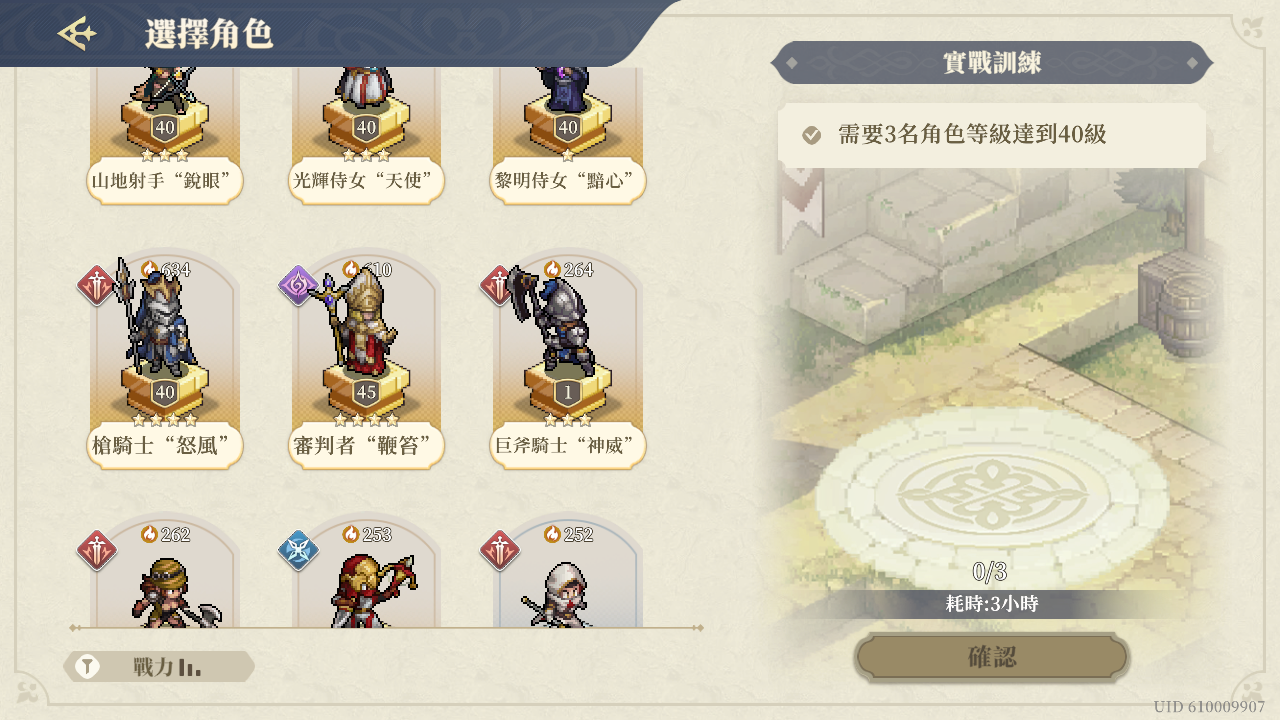 選擇角色
40
40
40
山地射手“銳眼”
光輝侍女“天使”
黎明侍女“黯心”
634
610
264
40
45
1
槍騎士“怒風”
審判者“鞭笞”
巨斧騎士“神威”
262
253
252
戰力
實戰訓練
需要3名角色等級達到40級
0/3
耗時:3小時
確認
UID 610009907